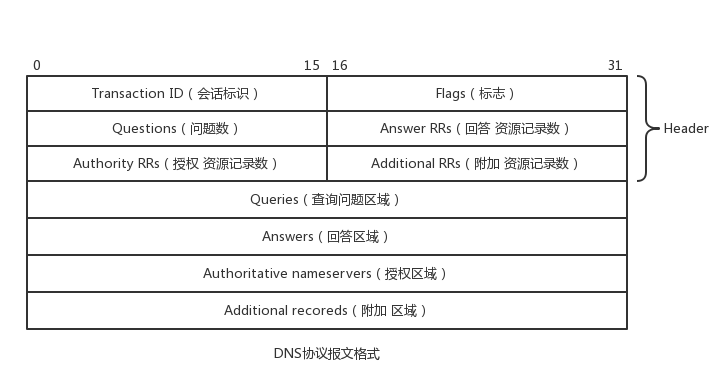 0 15 16 31
Transaction ID（会话标识） Flags（标志）
Questions（问题数） Answer RRs（回答 资源记录数） Header
Authority RRs（授权 资源记录数） Additional RRs（附加 资源记录数）
Queries（查询问题区域）
Answers（回答区域）
Authoritative nameservers（授权区域）
Additional recoreds（附加 区域）
DNS协议报文格式